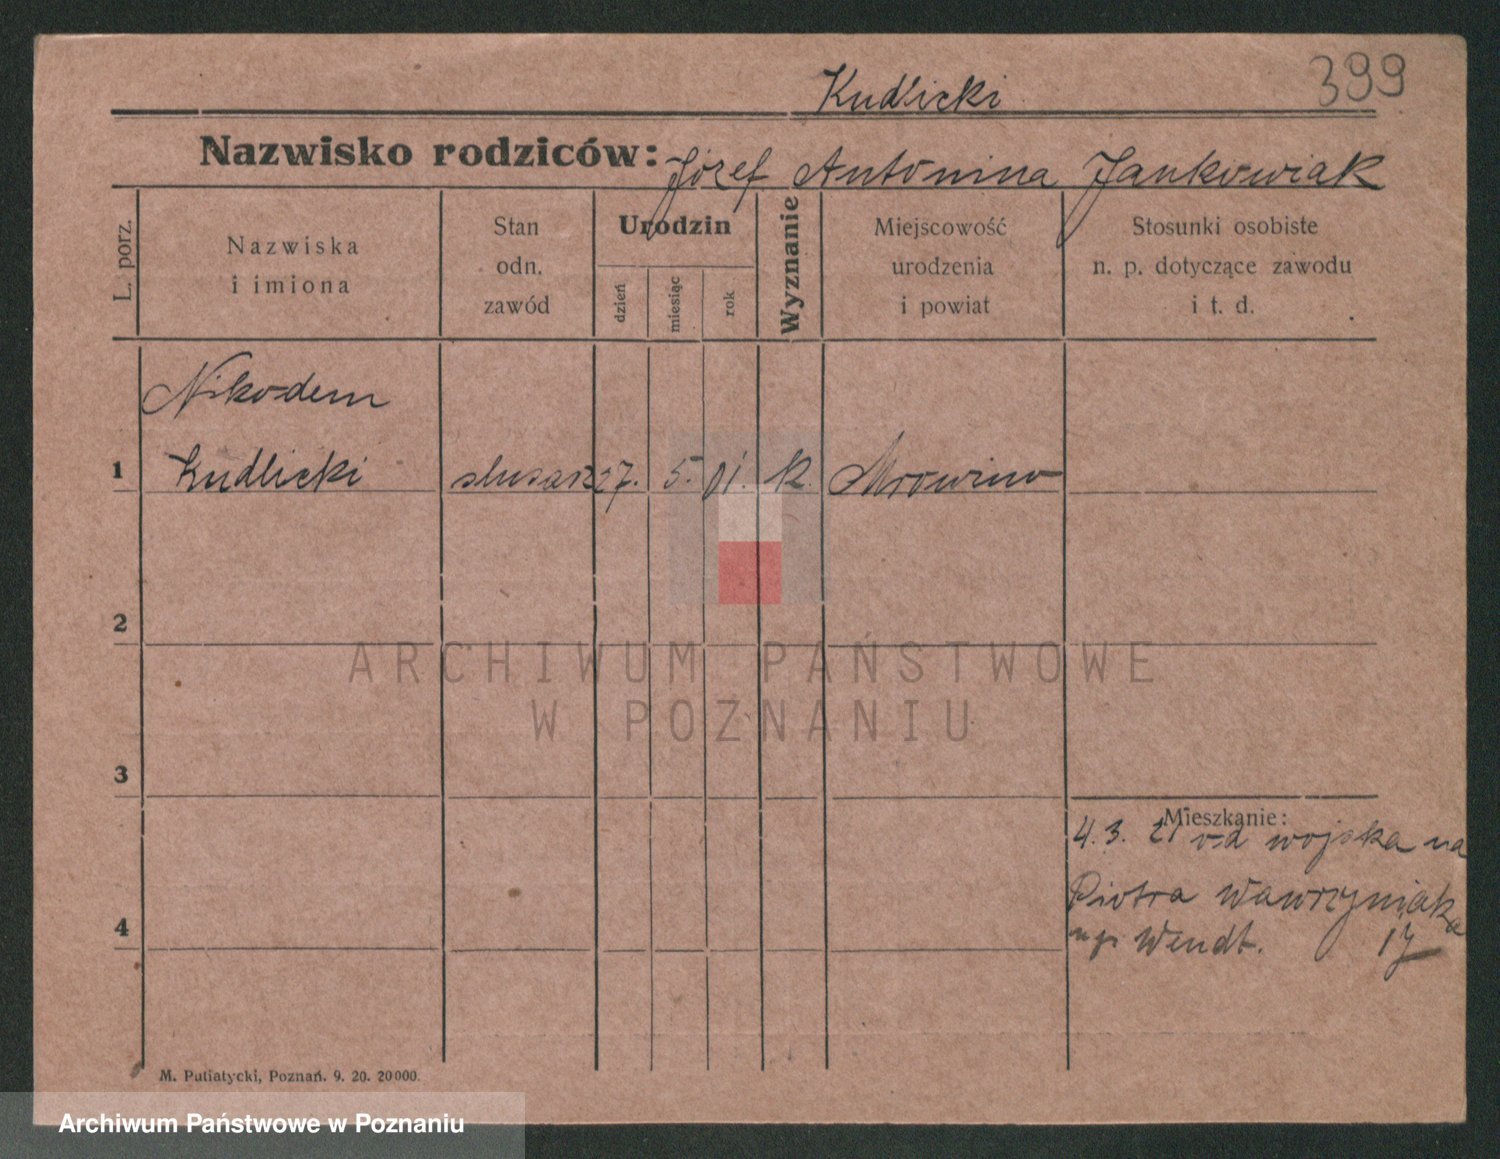 399
Kudlicki
Nazwisko rodziców: Józef Antonina Jankowiak
L. porz.
Nazwiska
i imiona
Stan
odn.
zawód
Urodzin
dzień
miesiąc
rok
Wyznanie
Miejscowość
urodzenia
i powiat
Stosunki osobiste
n. p. dotyczące zawodu
i t. d.
Nikodem
1 Kudlicki slusarz 27. 5. 01. k. Mrowino
2
ARCHIWUM PAŃSTWOWE
W POZNANIU
3
Mieszkanie:
4. 3. 21 od wojska na
Piotra Wawrzyniaka
4 Wendt. 17
M. Putiatycki, Poznań. 9. 20. 20000.
Archiwum Państwowe w Poznaniu